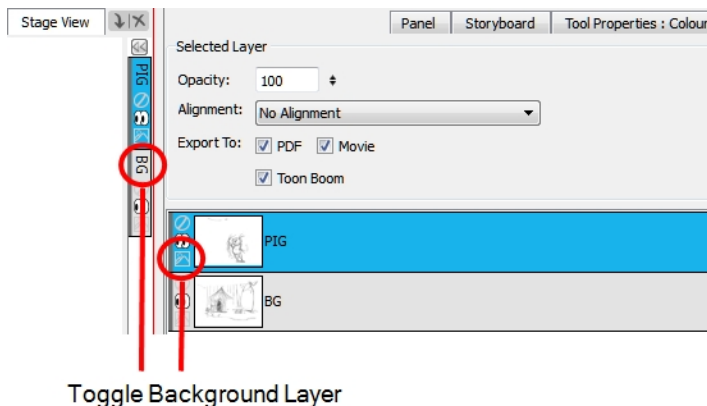 Stage View
Panel Storyboard Tool Properties : Colour
Selected Layer
PIG
Opacity: 100
Alignment: No Alignment
Export To: PDF Movie
BG
Toon Boom
PIG
BG
Toggle Background Layer